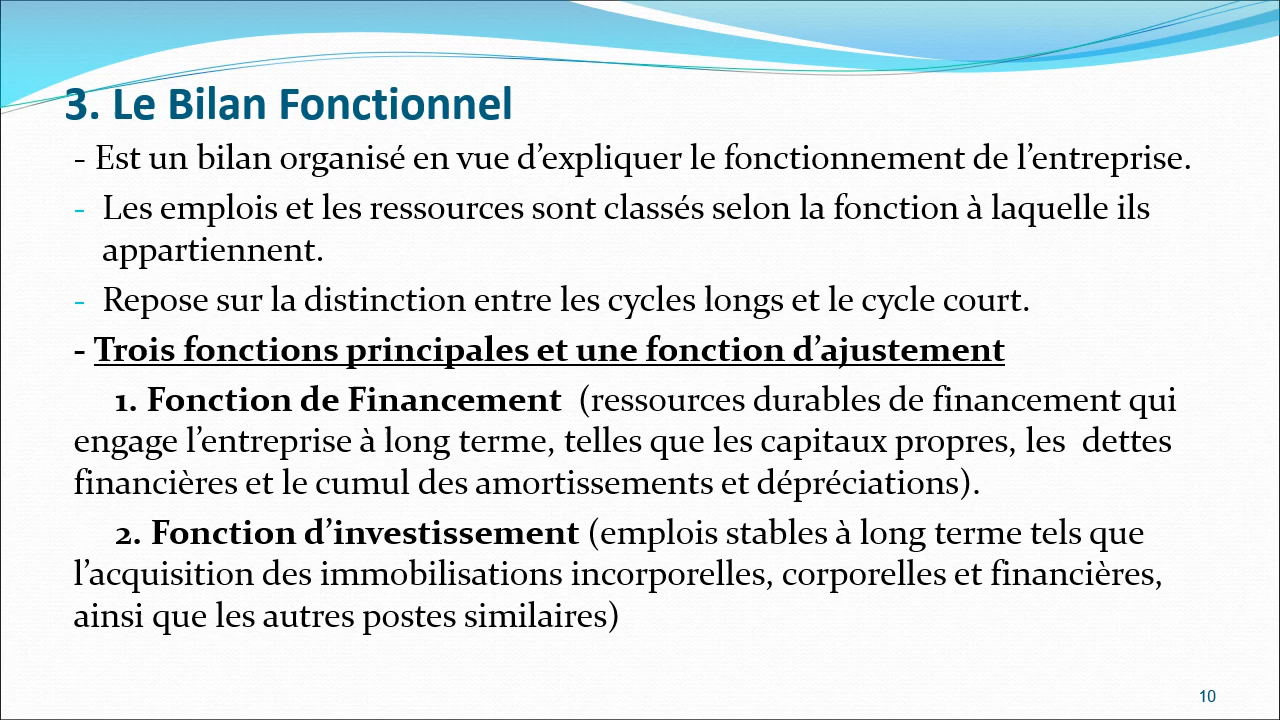 3. Le Bilan Fonctionnel
- Est un bilan organisé en vue d’expliquer le fonctionnement de l’entreprise.
- Les emplois et les ressources sont classés selon la fonction à laquelle ils
appartiennent.
- Repose sur la distinction entre les cycles longs et le cycle court.
- Trois fonctions principales et une fonction d’ajustement
1. Fonction de Financement (ressources durables de financement qui
engage l’entreprise à long terme, telles que les capitaux propres, les dettes
financières et le cumul des amortissements et dépréciations).
2. Fonction d’investissement (emplois stables à long terme tels que
l’acquisition des immobilisations incorporelles, corporelles et financières,
ainsi que les autres postes similaires)
10